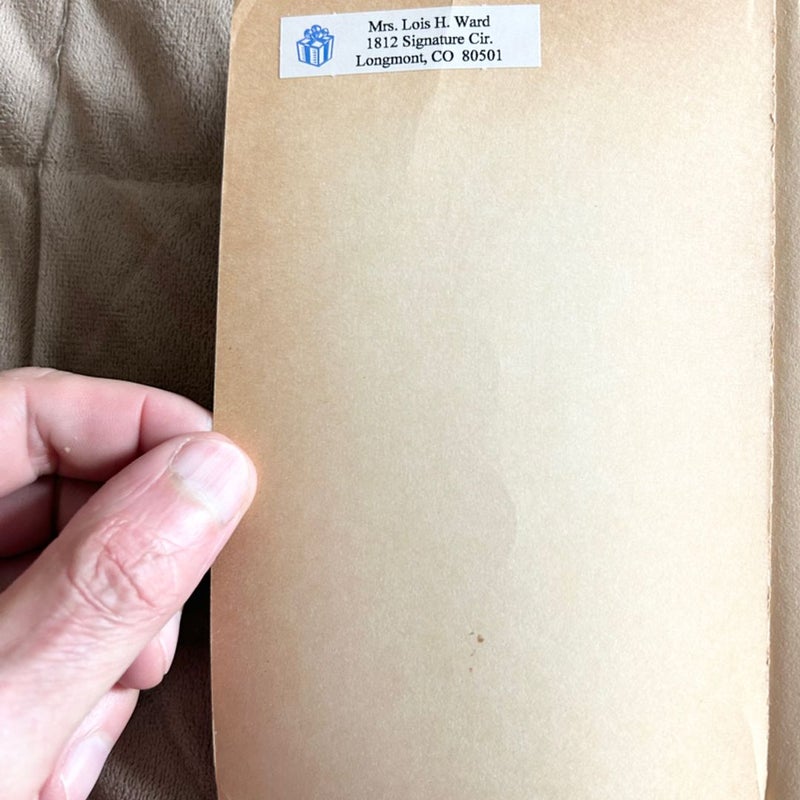 Mrs. Lois H. Ward
1812 Signature Cir.
Longmont, CO 80501